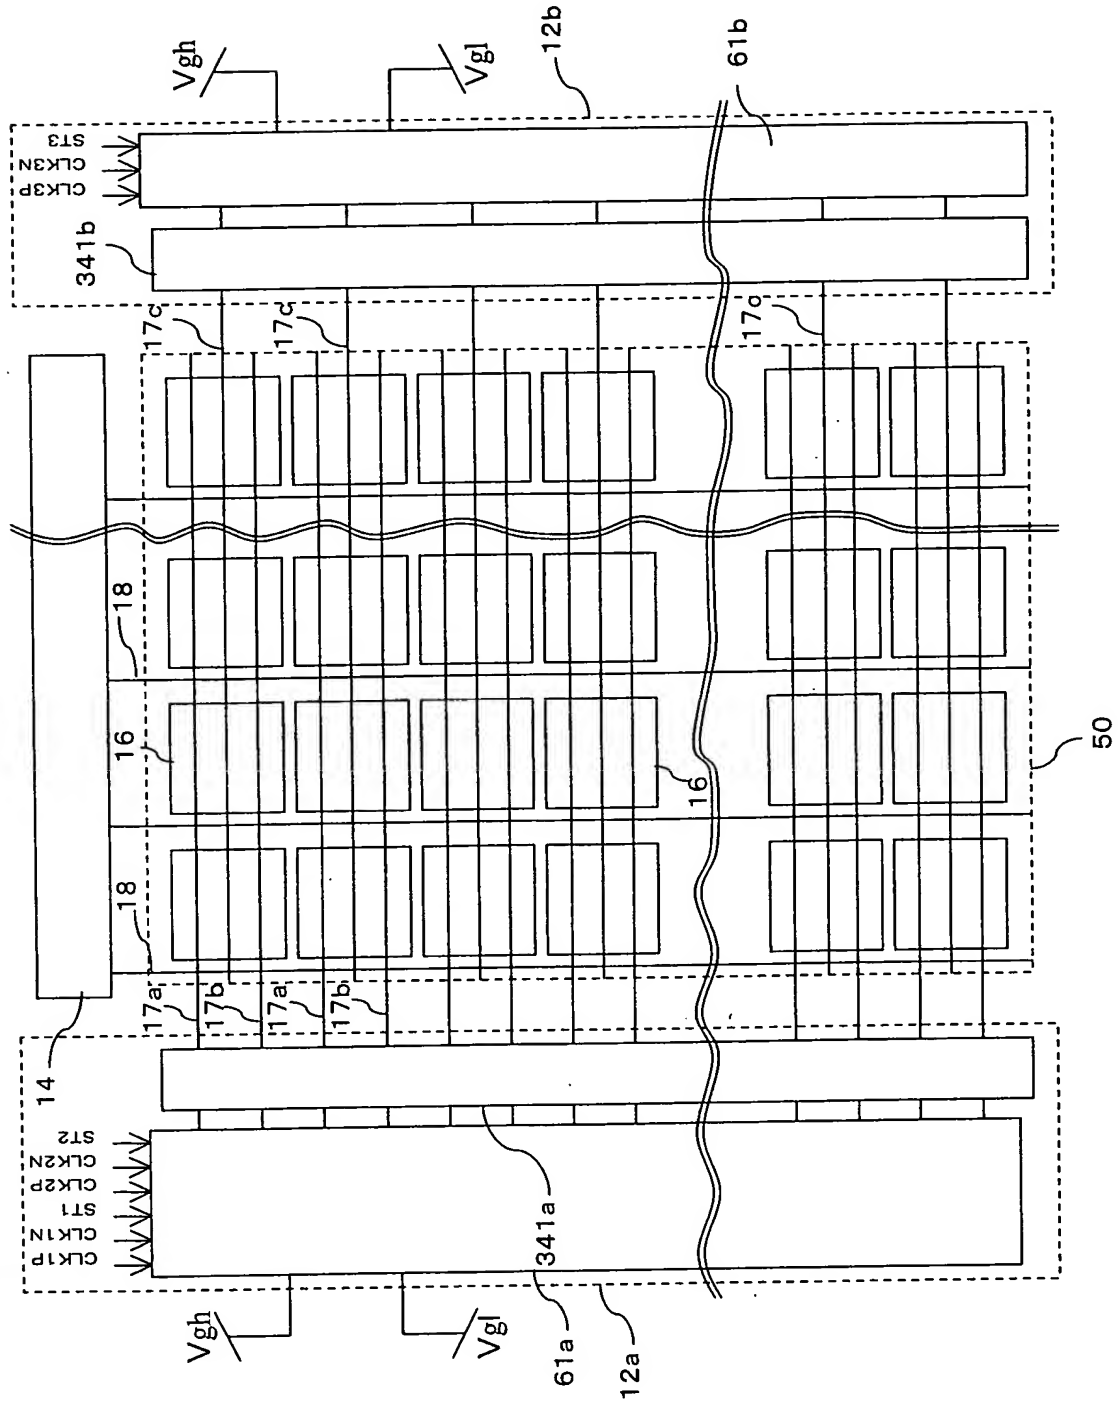 CLK1P
CLK1N
ST1
CLK2P
CLK2N
ST2
CLK3P
CLK3N
ST3
14
341b
18
16
18
17a
17b
17a
17b
17c
17c
17c
Vgh
Vgl
Vgh
Vgl
12b
61b
341a
61a
12a
16
50